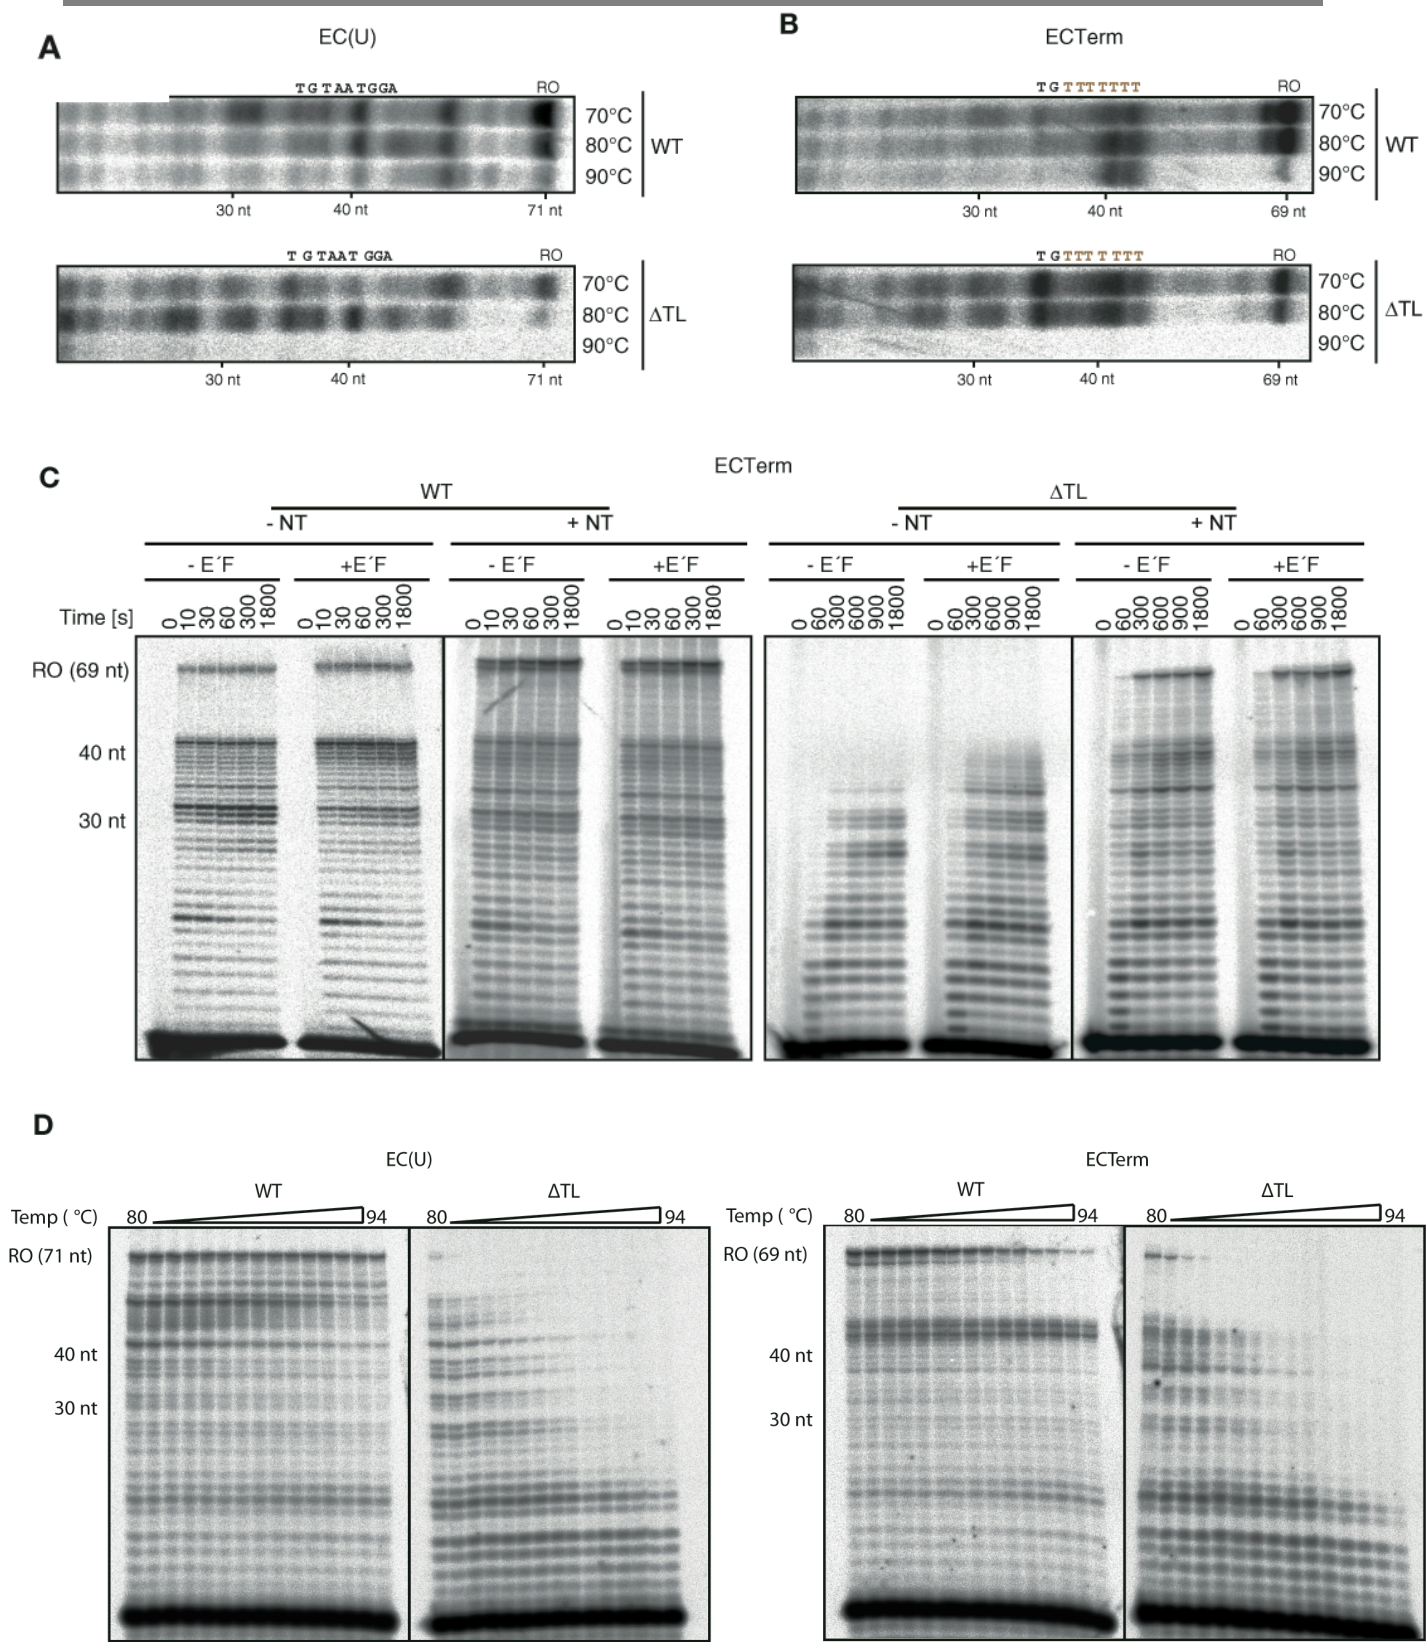 A
EC(U)
TGTAATGGA
RO
70°C
80°C
90°C
WT
30 nt
40 nt
71 nt
TGTAATGGA
RO
70°C
80°C
90°C
ΔTL
30 nt
40 nt
71 nt
B
ECTerm
TGTTTTTTT
RO
70°C
80°C
90°C
WT
30 nt
40 nt
69 nt
TGTTTTTTT
RO
70°C
80°C
90°C
ΔTL
30 nt
40 nt
69 nt
C
ECTerm
WT
ΔTL
- NT
+ NT
- NT
+ NT
- E´F
+E´F
- E´F
+E´F
- E´F
+E´F
- E´F
+E´F
Time [s]
0 10 30 60 300 1800
0 10 30 60 300 1800
0 10 30 60 300 1800
0 10 30 60 300 1800
0 60 300 600 900 1800
0 60 300 600 900 1800
0 60 300 600 900 1800
0 60 300 600 900 1800
RO (69 nt)
40 nt
30 nt
D
EC(U)
WT
ΔTL
Temp ( °C)
80
94
80
94
RO (71 nt)
40 nt
30 nt
ECTerm
WT
ΔTL
Temp ( °C)
80
94
80
94
RO (69 nt)
40 nt
30 nt